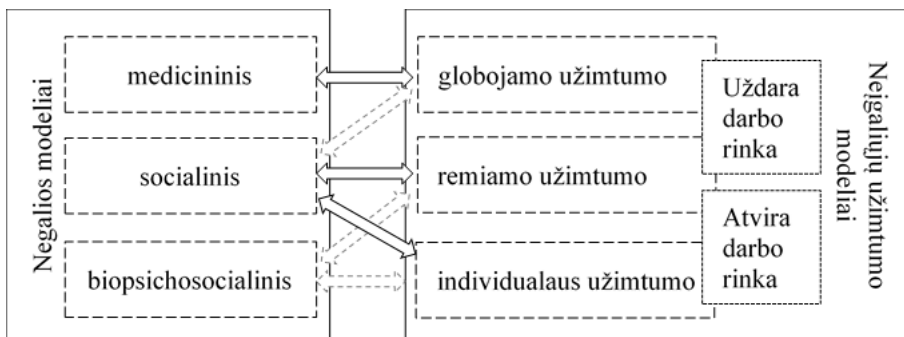 Negalios modeliai
medicininis
socialinis
biopsichosocialinis
globojamo užimtumo
remiamo užimtumo
individualaus užimtumo
Uždara
darbo
rinka
Atvira
darbo
rinka
Neįgaliųjų užimtumo
modeliai